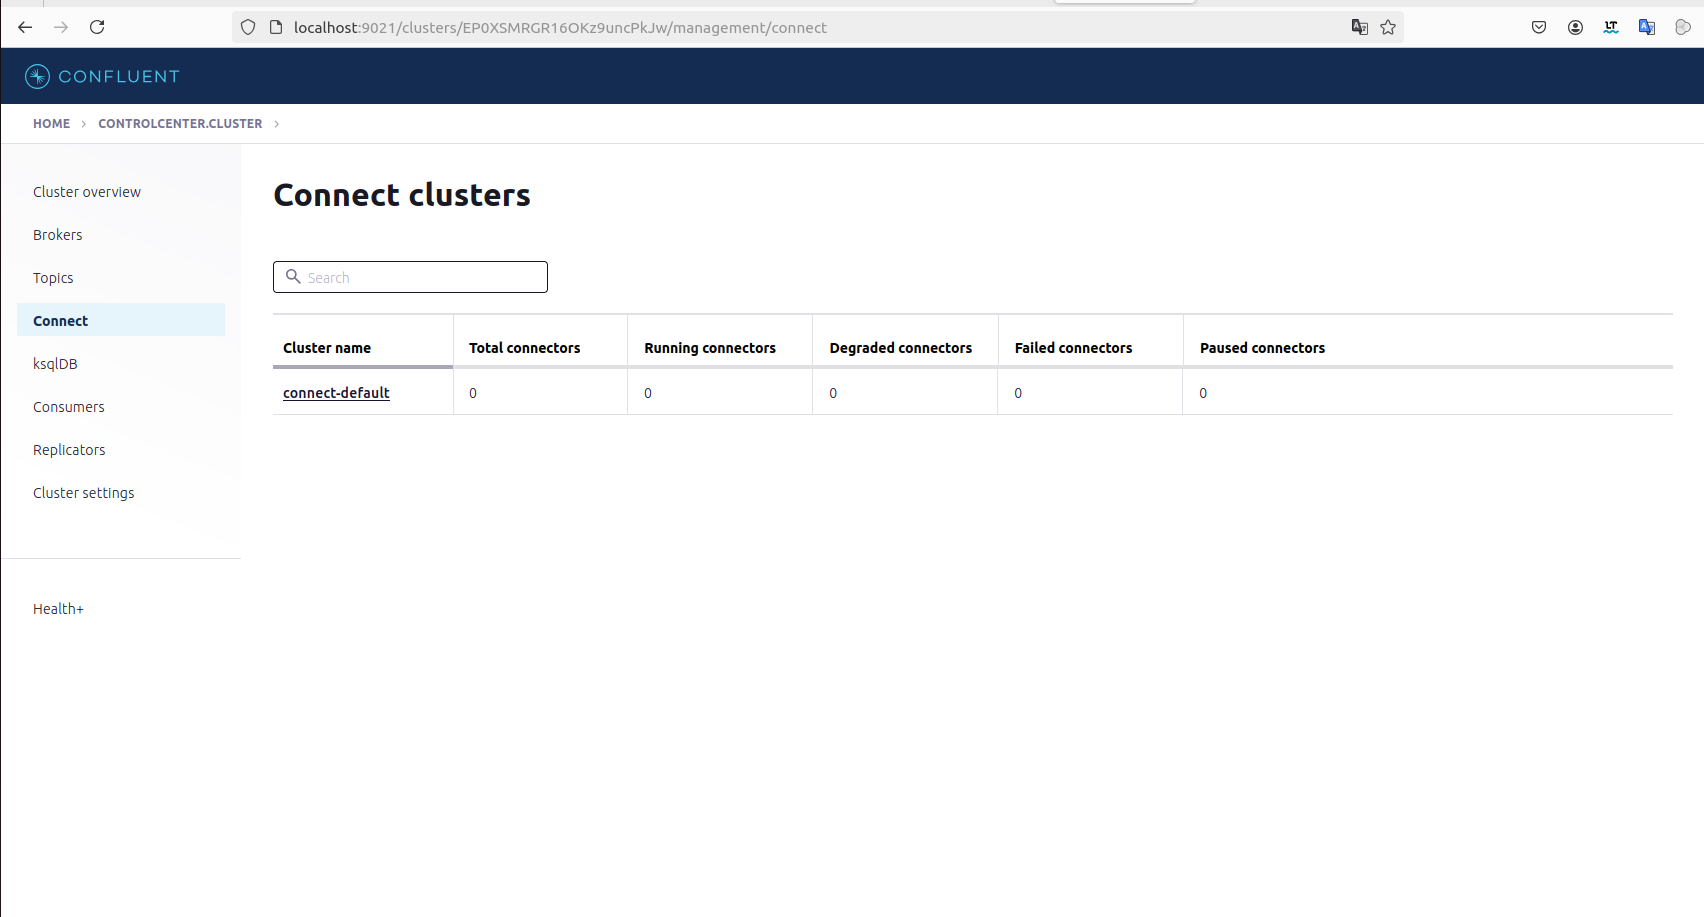 localhost:9021/clusters/EP0XSMRGR16OKz9uncPkJw/management/connect
LT
CONFLUENT
HOME > CONTROLCENTER.CLUSTER >
Cluster overview
Brokers
Topics
Connect
ksqlDB
Consumers
Replicators
Cluster settings
Health+
Connect clusters
Search
Cluster name Total connectors Running connectors Degraded connectors Failed connectors Paused connectors
connect-default 0 0 0 0 0